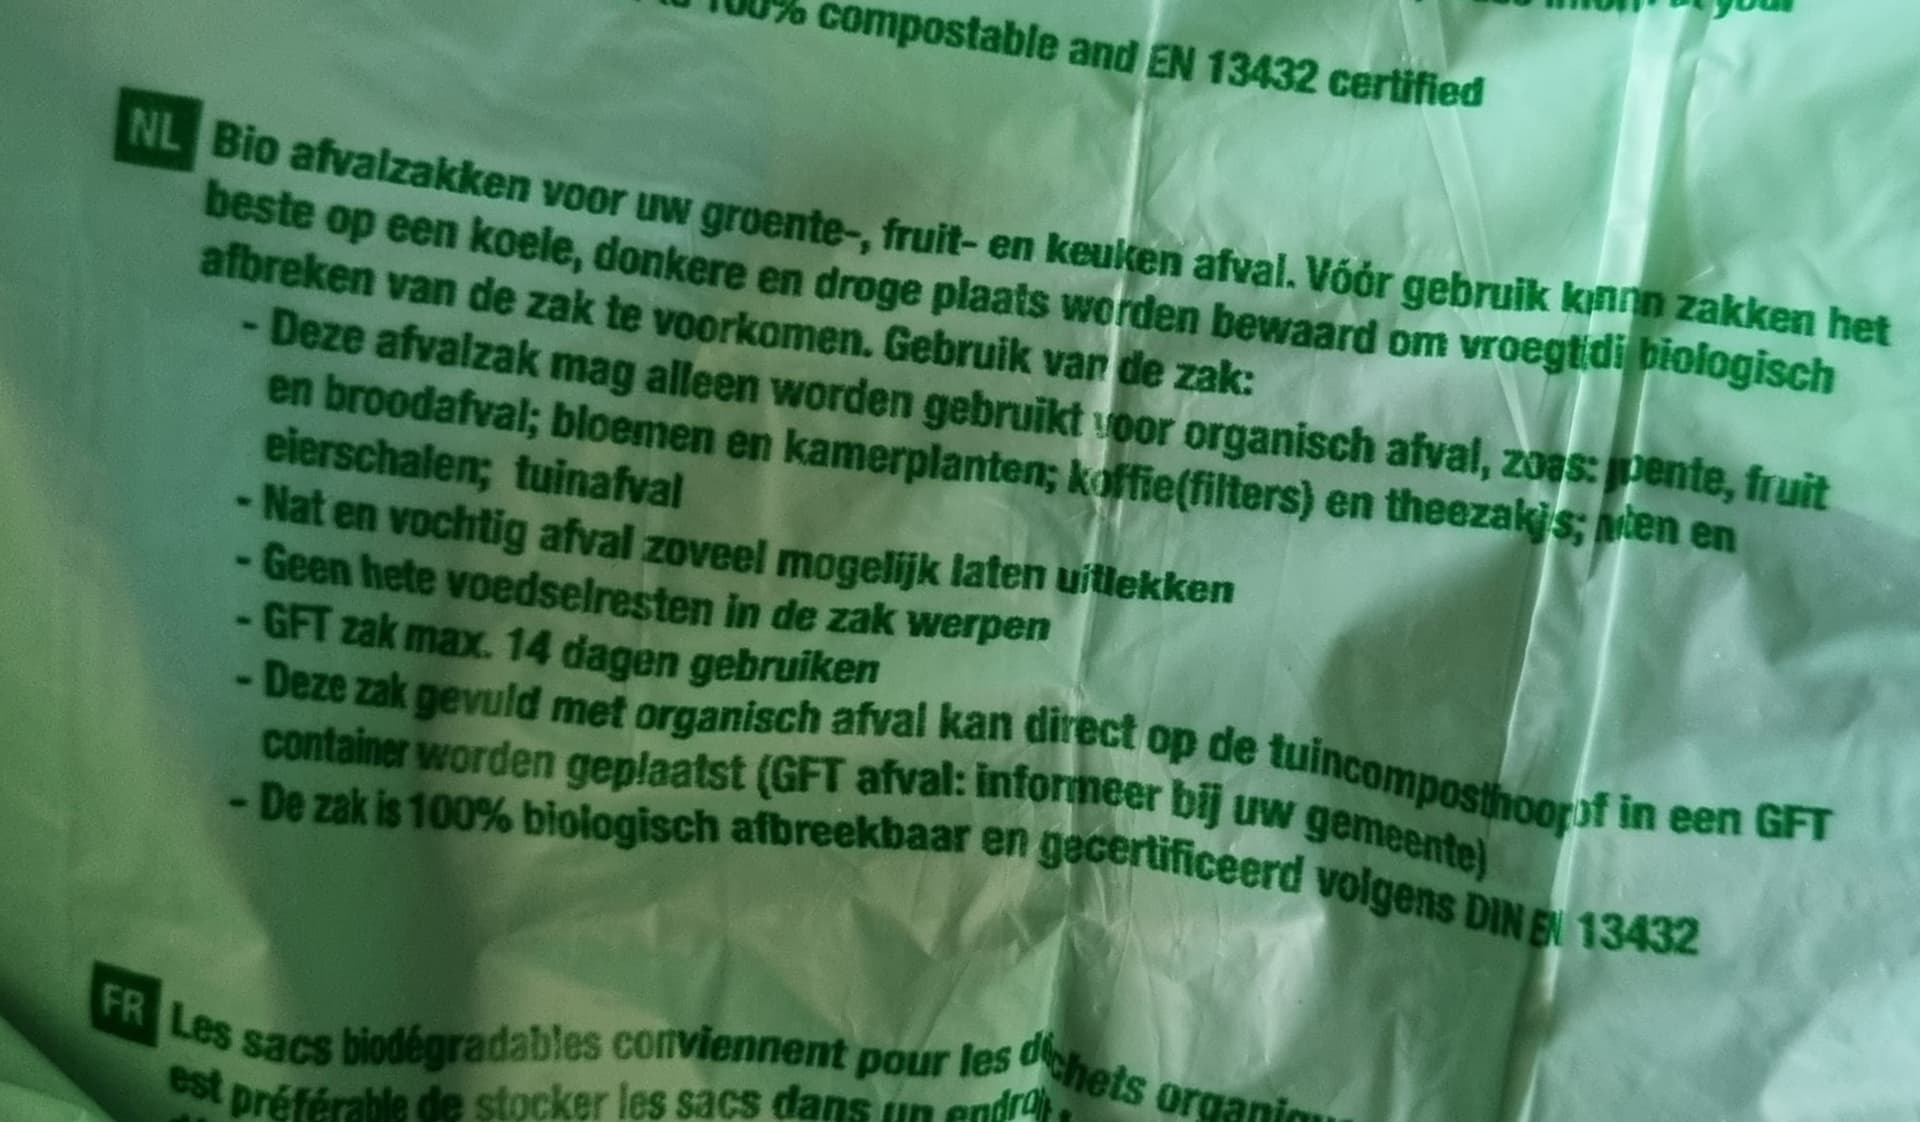 100% compostable and EN 13432 certified
NL Bio afvalzakken voor uw groente-, fruit- en keuken afval. Vóór gebruik zakken het
beste op een koele, donkere en droge plaats worden bewaard om biologisch
afbreken van de zak te voorkomen. Gebruik van de zak:
- Deze afvalzak mag alleen worden gebruikt voor organisch afval, fruit
en broodafval; bloemen en kamerplanten; koffie(filters) en en
eierschalen; tuinafval
- Nat en vochtig afval zoveel mogelijk laten uitlekken
- Geen hete voedselresten in de zak werpen
- GFT zak max. 14 dagen gebruiken
- Deze zak gevuld met organisch afval kan direct op de in een GFT
container worden geplaatst (GFT afval: informeer bij uw gemeente)
- De zak is 100% biologisch afbreekbaar en gecertificeerd volgens DIN EN 13432
FR Les sacs biodégradables conviennent pour les déchets
est préférable de stocker les sacs dans un